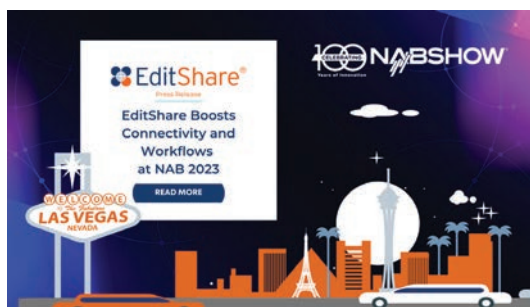 EditShare®
Press Release
EditShare Boosts
Connectivity and
Workflows
at NAB 2023
READ MORE
100
CELEBRATING
Years of Innovation
NABSHOW
WELCOME
To The Fabulous
LAS VEGAS
NEVADA